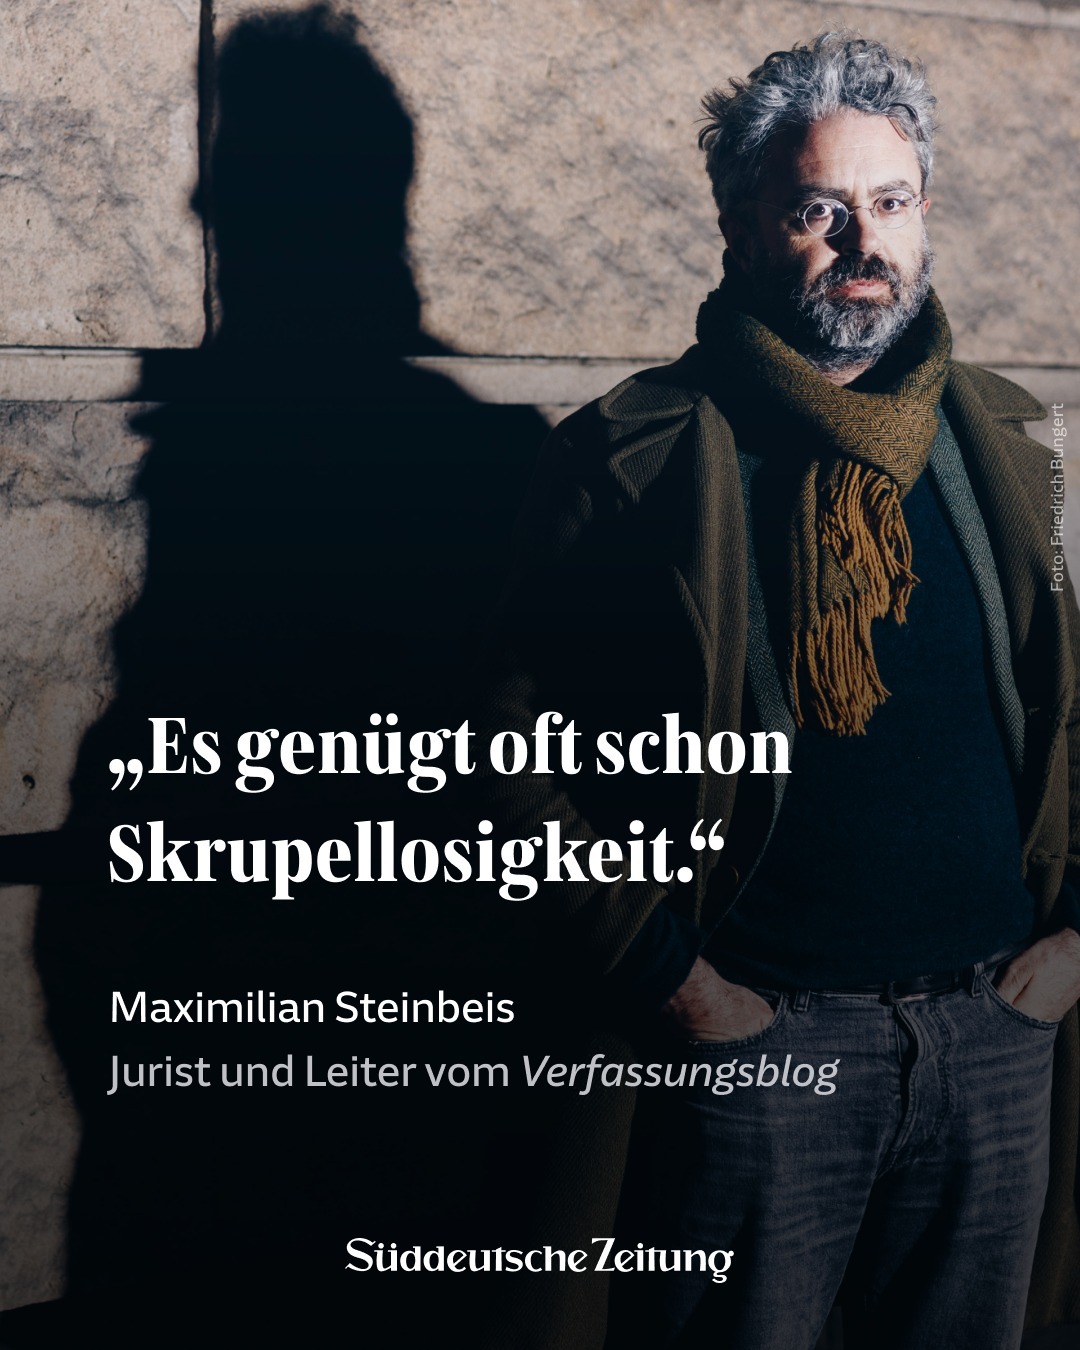 Foto: Friedrich Bungert
„Es genügt oft schon
Skrupellosigkeit.“
Maximilian Steinbeis
Jurist und Leiter vom Verfassungsblog
Süddeutsche Zeitung